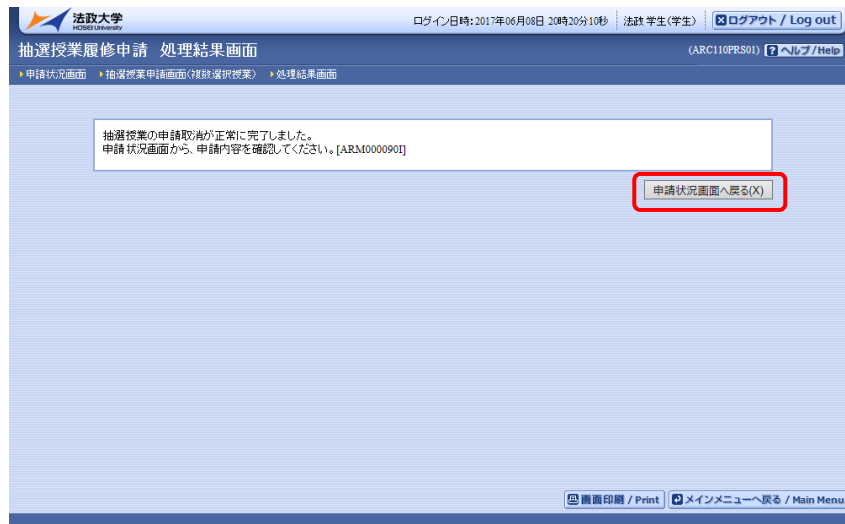 法政大学
HOSEI University
ログイン日時:2017年06月08日 20時20分10秒 法政 学生(学生) ログアウト / Log out
抽選授業履修申請 処理結果画面
(ARC110PRS01) ? ヘルプ/Help
申請状況画面 抽選授業申請画面(複数選択授業) 処理結果画面
抽選授業の申請取消が正常に完了しました。
申請状況画面から、申請内容を確認してください。[ARM000090I]
申請状況画面へ戻る(X)
画面印刷 / Print メインメニューへ戻る / Main Menu